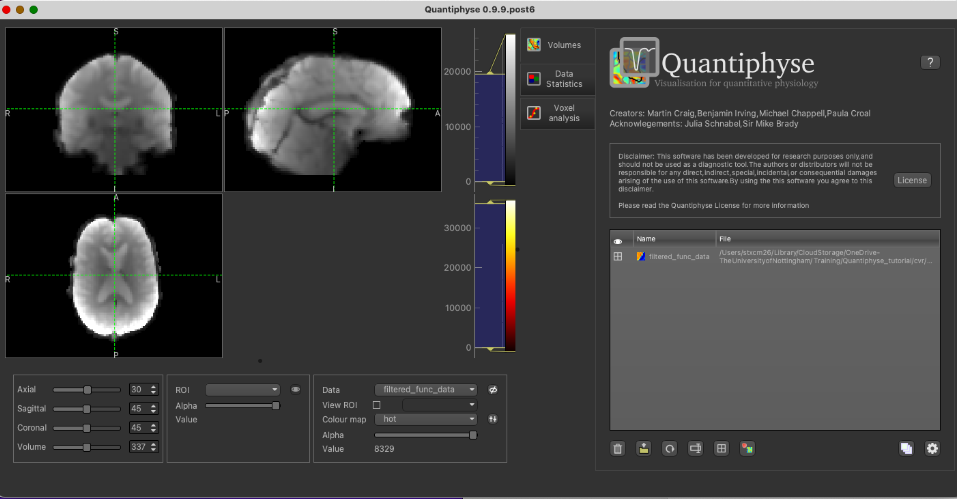 Quantiphyse 0.9.9.post6
S
R
L
I
S
P
A
I
A
R
L
P
20000
10000
0
30000
20000
10000
0
Volumes
Data
Statistics
Voxel
analysis
Quantiphyse
Visualisation for quantitative physiology
?
Creators: Martin Craig,Benjamin Irving,Michael Chappell,Paula Croal
Acknowlegements: Julia Schnabel,Sir Mike Brady
Disclaimer: This software has been developed for research purposes only,and
should not be used as a diagnostic tool.The authors or distributors will not be
responsible for any direct,indirect,special,incidental,or consequential damages
arising of the use of this software.By using the this software you agree to this
disclaimer.
Please read the Quantiphyse License for more information
License
Name File
filtered_func_data
/Users/stxcm26/Library/CloudStorage/OneDrive-
TheUniversityofNottingham/Training/Quantiphyse_tutorial/cvr/...
Axial 30
Sagittal 45
Coronal 45
Volume 337
ROI
Alpha
Value
Data filtered_func_data
View ROI
Colour map hot
Alpha
Value 8329